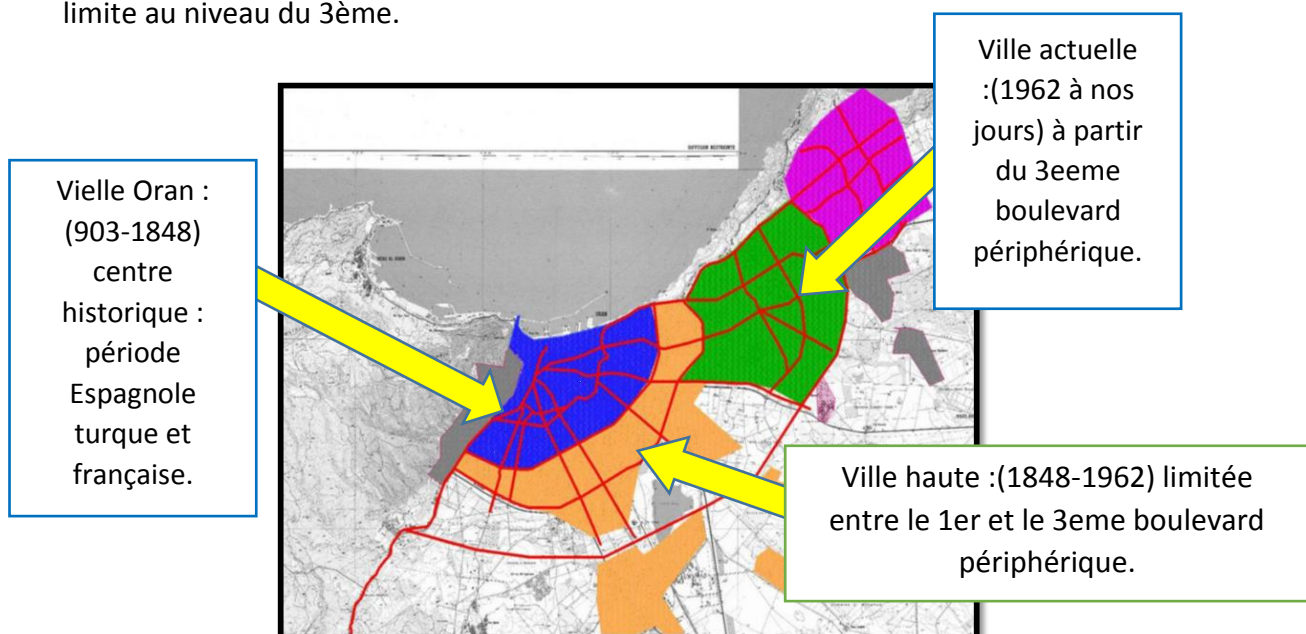 limite au niveau du 3ème.
Ville actuelle
:(1962 à nos
jours) à partir
du 3eeme
boulevard
périphérique.
Vielle Oran :
(903-1848)
centre
historique :
période
Espagnole
turque et
française.
Ville haute :(1848-1962) limitée
entre le 1er et le 3eme boulevard
périphérique.
ORAN